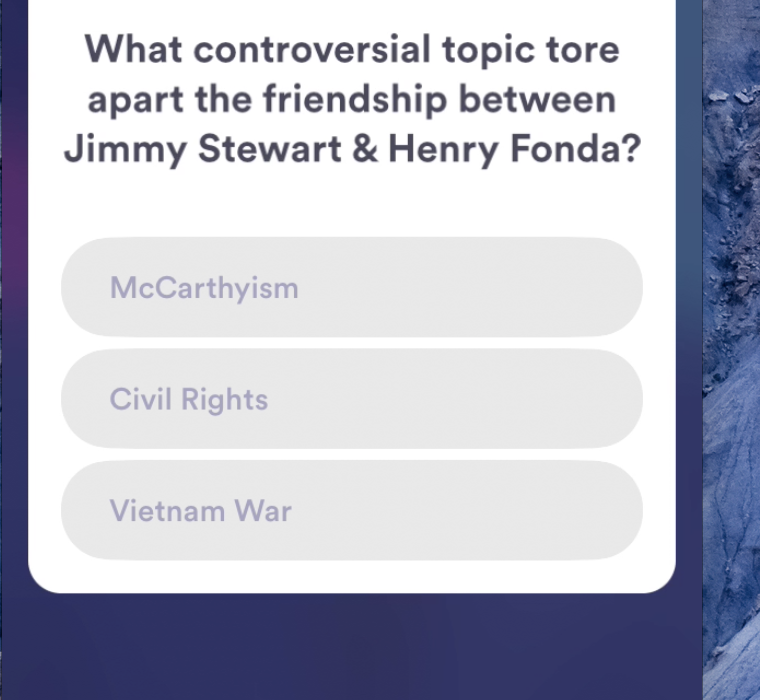 What controversial topic tore
apart the friendship between
Jimmy Stewart & Henry Fonda?
McCarthyism
Civil Rights
Vietnam War